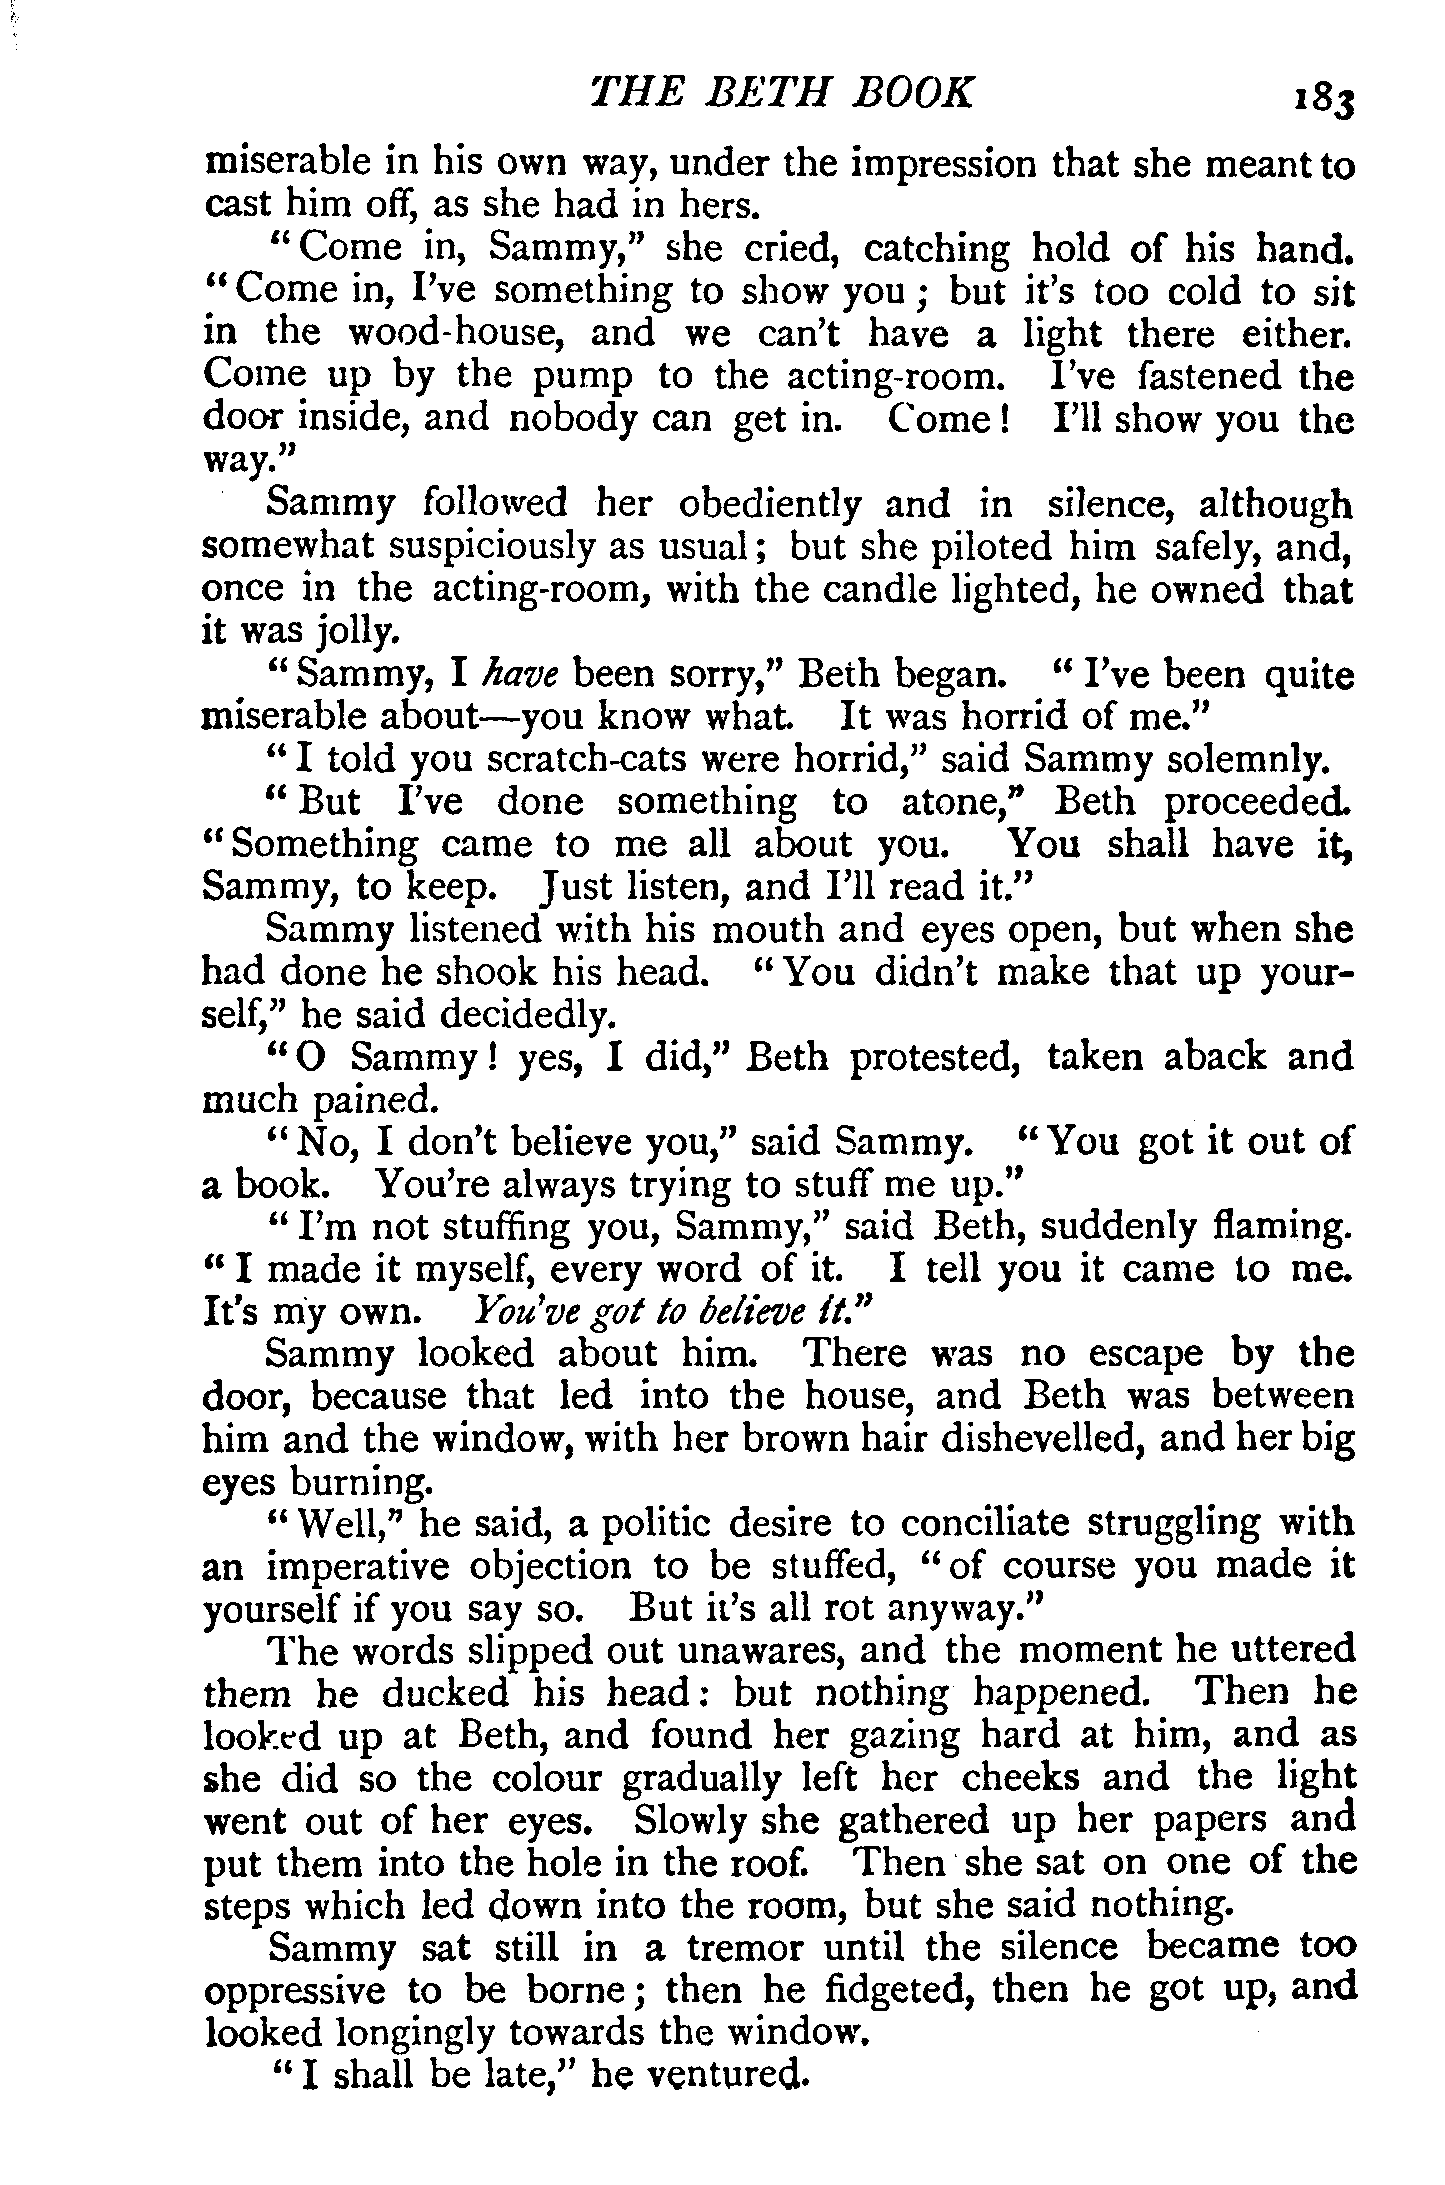 THE BETH BOOK 183
miserable in his own way, under the impression that she meant to
cast him off, as she had in hers.
"Come in, Sammy," she cried, catching hold of his hand.
"Come in, I've something to show you; but it's too cold to sit
in the wood-house, and we can't have a light there either.
Come up by the pump to the acting-room. I've fastened the
door inside, and nobody can get in. Come! I'll show you the
way."
Sammy followed her obediently and in silence, although
somewhat suspiciously as usual; but she piloted him safely, and,
once in the acting-room, with the candle lighted, he owned that
it was jolly.
"Sammy, I have been sorry," Beth began. "I've been quite
miserable about—you know what. It was horrid of me."
"I told you scratch-cats were horrid," said Sammy solemnly.
"But I've done something to atone," Beth proceeded.
"Something came to me all about you. You shall have it,
Sammy, to keep. Just listen, and I'll read it."
Sammy listened with his mouth and eyes open, but when she
had done he shook his head. "You didn't make that up your-
self," he said decidedly.
"O Sammy! yes, I did," Beth protested, taken aback and
much pained.
"No, I don't believe you," said Sammy. "You got it out of
a book. You're always trying to stuff me up."
"I'm not stuffing you, Sammy," said Beth, suddenly flaming.
"I made it myself, every word of it. I tell you it came to me.
It's my own. You've got to believe it."
Sammy looked about him. There was no escape by the
door, because that led into the house, and Beth was between
him and the window, with her brown hair dishevelled, and her big
eyes burning.
"Well," he said, a politic desire to conciliate struggling with
an imperative objection to be stuffed, "of course you made it
yourself if you say so. But it's all rot anyway."
The words slipped out unawares, and the moment he uttered
them he ducked his head: but nothing happened. Then he
looked up at Beth, and found her gazing hard at him, and as
she did so the colour gradually left her cheeks and the light
went out of her eyes. Slowly she gathered up her papers and
put them into the hole in the roof. Then she sat on one of the
steps which led down into the room, but she said nothing.
Sammy sat still in a tremor until the silence became too
oppressive to be borne; then he fidgeted, then he got up, and
looked longingly towards the window.
"I shall be late," he ventured.